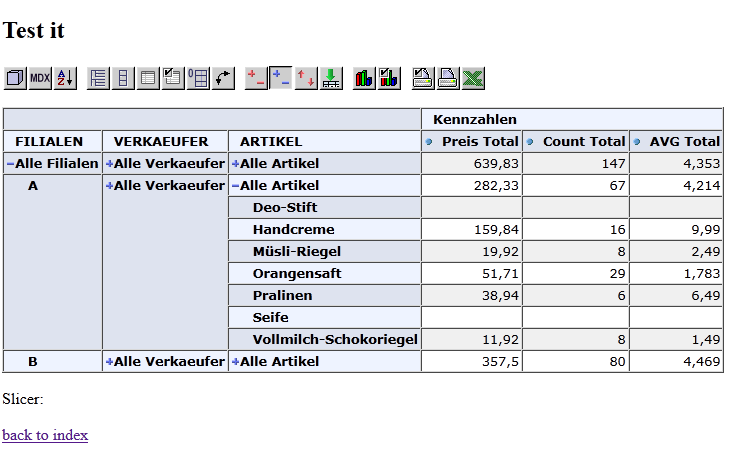 Test it
MDX A Z 0
Kennzahlen
FILIALEN VERKAEUFER ARTIKEL Preis Total Count Total AVG Total
Alle Filialen Alle Verkaeufer Alle Artikel 639,83 147 4,353
A Alle Verkaeufer Alle Artikel 282,33 67 4,214
Deo-Stift
Handcreme 159,84 16 9,99
Müsli-Riegel 19,92 8 2,49
Orangensaft 51,71 29 1,783
Pralinen 38,94 6 6,49
Seife
Vollmilch-Schokoriegel 11,92 8 1,49
B Alle Verkaeufer Alle Artikel 357,5 80 4,469
Slicer:
back to index